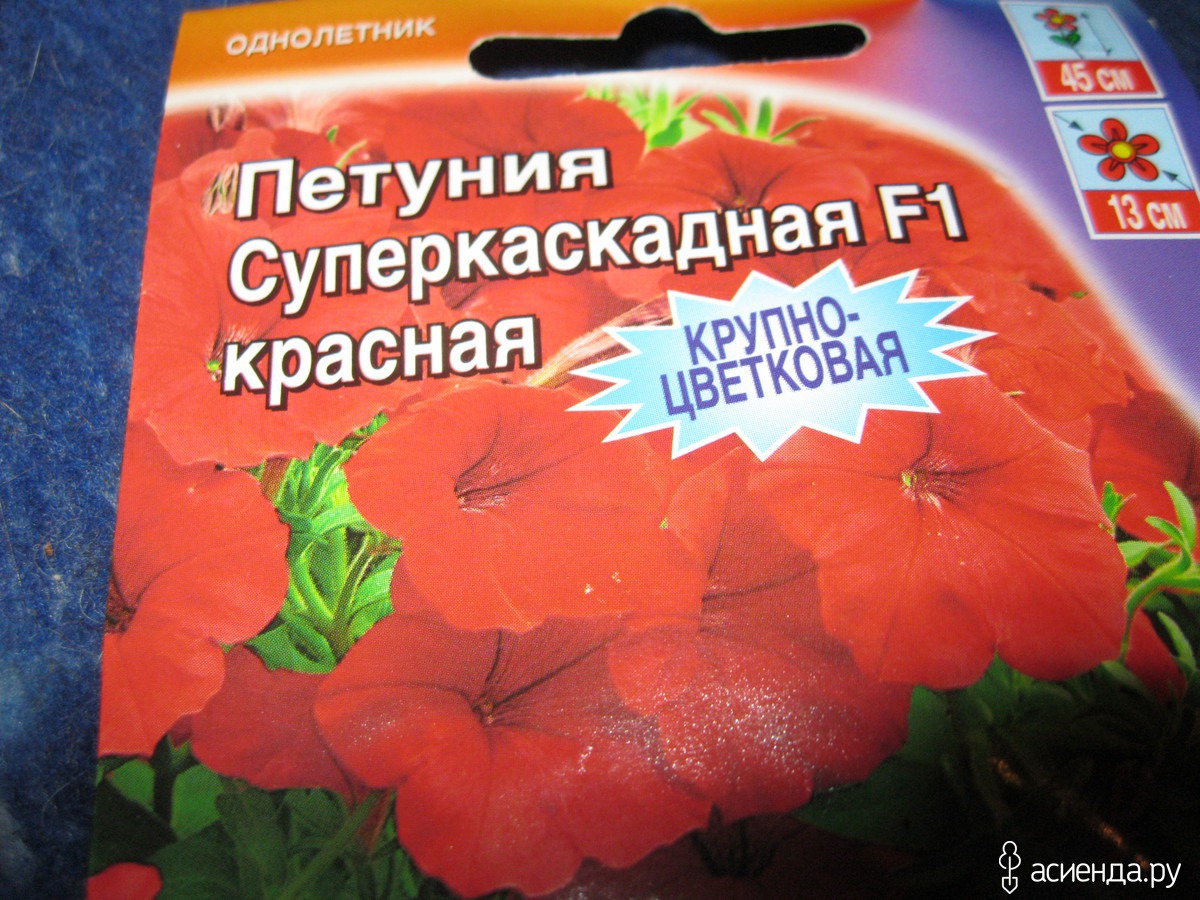 ОДНОЛЕТНИК
45 см
13 см
Петуния
Суперкаскадная F1
красная
КРУПНО-
ЦВЕТКОВАЯ
асиенда.ру